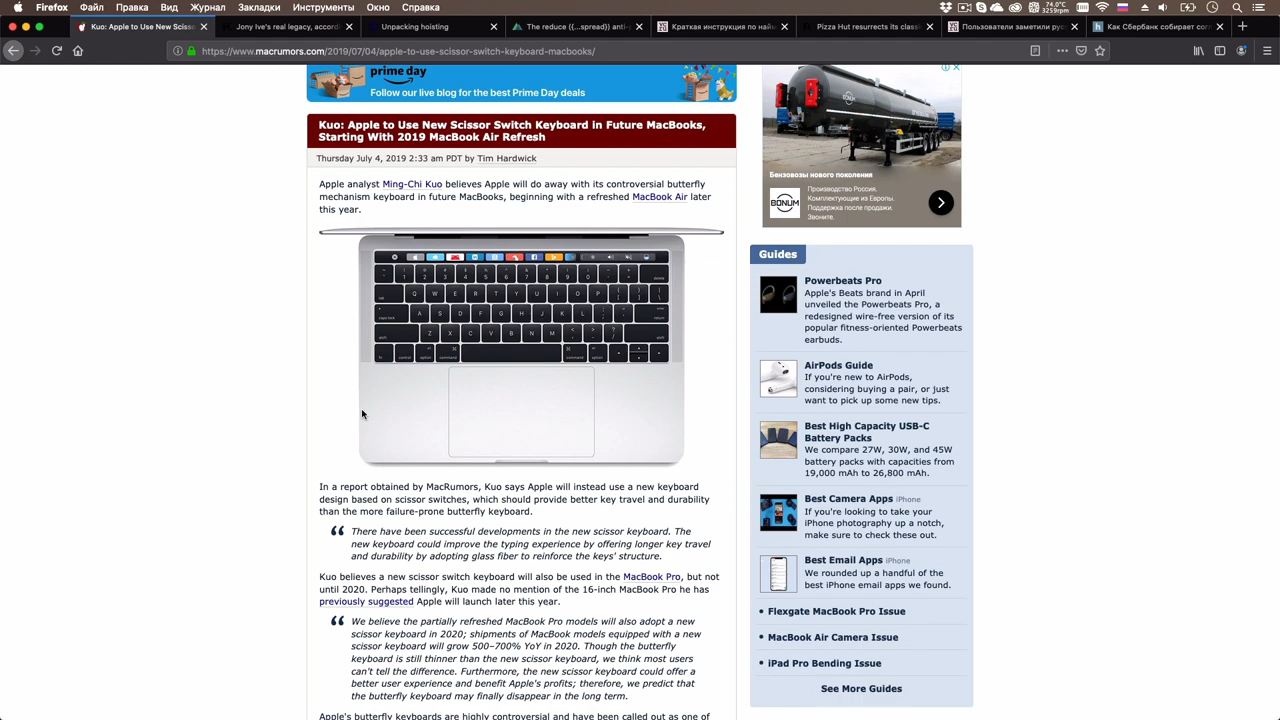 Firefox Файл Правка Вид Журнал Закладки Инструменты Окно Справка
74.0°C
3259rpm
Kuo: Apple to Use New Scisso
Jony Ive's real legacy, accordi
Unpacking hoisting
The reduce ({...spread}) anti-p
Краткая инструкция по найм
Pizza Hut resurrects its classic
Пользователи заметили рус
Как Сбербанк собирает согл
https://www.macrumors.com/2019/07/04/apple-to-use-scissor-switch-keyboard-macbooks/
prime day
Follow our live blog for the best Prime Day deals
Kuo: Apple to Use New Scissor Switch Keyboard in Future MacBooks,
Starting With 2019 MacBook Air Refresh
Thursday July 4, 2019 2:33 am PDT by Tim Hardwick
Apple analyst Ming-Chi Kuo believes Apple will do away with its controversial butterfly
mechanism keyboard in future MacBooks, beginning with a refreshed MacBook Air later
this year.
In a report obtained by MacRumors, Kuo says Apple will instead use a new keyboard
design based on scissor switches, which should provide better key travel and durability
than the more failure-prone butterfly keyboard.
There have been successful developments in the new scissor keyboard. The
new keyboard could improve the typing experience by offering longer key travel
and durability by adopting glass fiber to reinforce the keys' structure.
Kuo believes a new scissor switch keyboard will also be used in the MacBook Pro, but not
until 2020. Perhaps tellingly, Kuo made no mention of the 16-inch MacBook Pro he has
previously suggested Apple will launch later this year.
We believe the partially refreshed MacBook Pro models will also adopt a new
scissor keyboard in 2020; shipments of MacBook models equipped with a new
scissor keyboard will grow 500–700% YoY in 2020. Though the butterfly
keyboard is still thinner than the new scissor keyboard, we think most users
can't tell the difference. Furthermore, the new scissor keyboard could offer a
better user experience and benefit Apple's profits; therefore, we predict that
the butterfly keyboard may finally disappear in the long term.
Apple's butterfly keyboards are highly controversial and have been called out as one of
BONUM
Бензовозы нового поколения
BONUM
Производство Россия.
Комплектующие из Европы.
Поддержка после продажи.
Звоните.
Guides
Powerbeats Pro
Apple's Beats brand in April
unveiled the Powerbeats Pro, a
redesigned wire-free version of its
popular fitness-oriented Powerbeats
earbuds.
AirPods Guide
If you're new to AirPods,
considering buying a pair, or just
want to pick up some new tips.
Best High Capacity USB-C
Battery Packs
We compare 27W, 30W, and 45W
battery packs with capacities from
19,000 mAh to 26,800 mAh.
Best Camera Apps iPhone
If you're looking to take your
iPhone photography up a notch,
make sure to check these out.
Best Email Apps iPhone
We rounded up a handful of the
best iPhone email apps we found.
• Flexgate MacBook Pro Issue
• MacBook Air Camera Issue
• iPad Pro Bending Issue
See More Guides